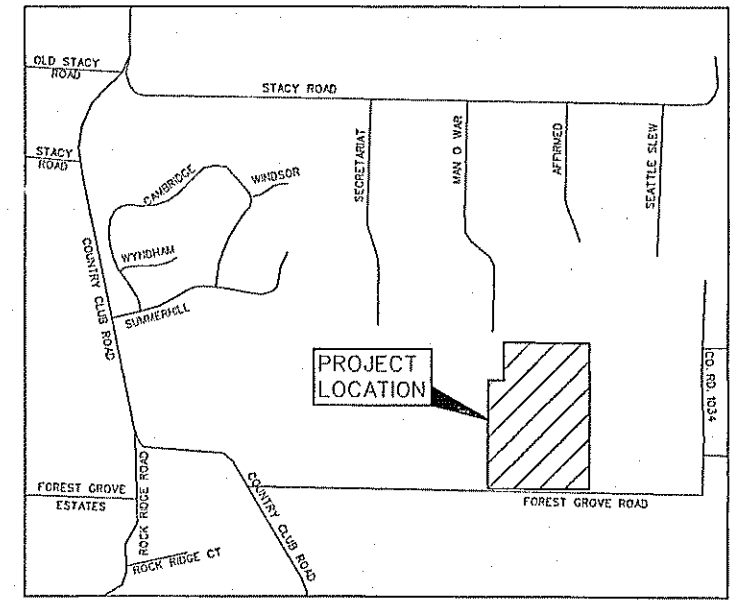 OLD STACY
ROAD
STACY ROAD
STACY
ROAD
SECRETARIAT
MAN O WAR
AFFIRMED
SEATTLE SLEW
CAMBRIDGE
WINDSOR
WYNDHAM
COUNTRY CLUB ROAD
SUMMERHILL
PROJECT
LOCATION
CO. RD. 1034
FOREST GROVE
ESTATES
ROCK RIDGE ROAD
COUNTRY CLUB ROAD
FOREST GROVE ROAD
ROCK RIDGE CT